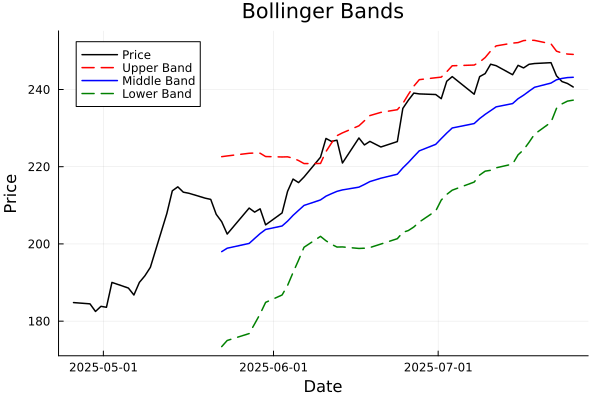 Bollinger Bands
Price
Upper Band
Middle Band
Lower Band
Price
240
220
200
180
2025-05-01
2025-06-01
2025-07-01
Date